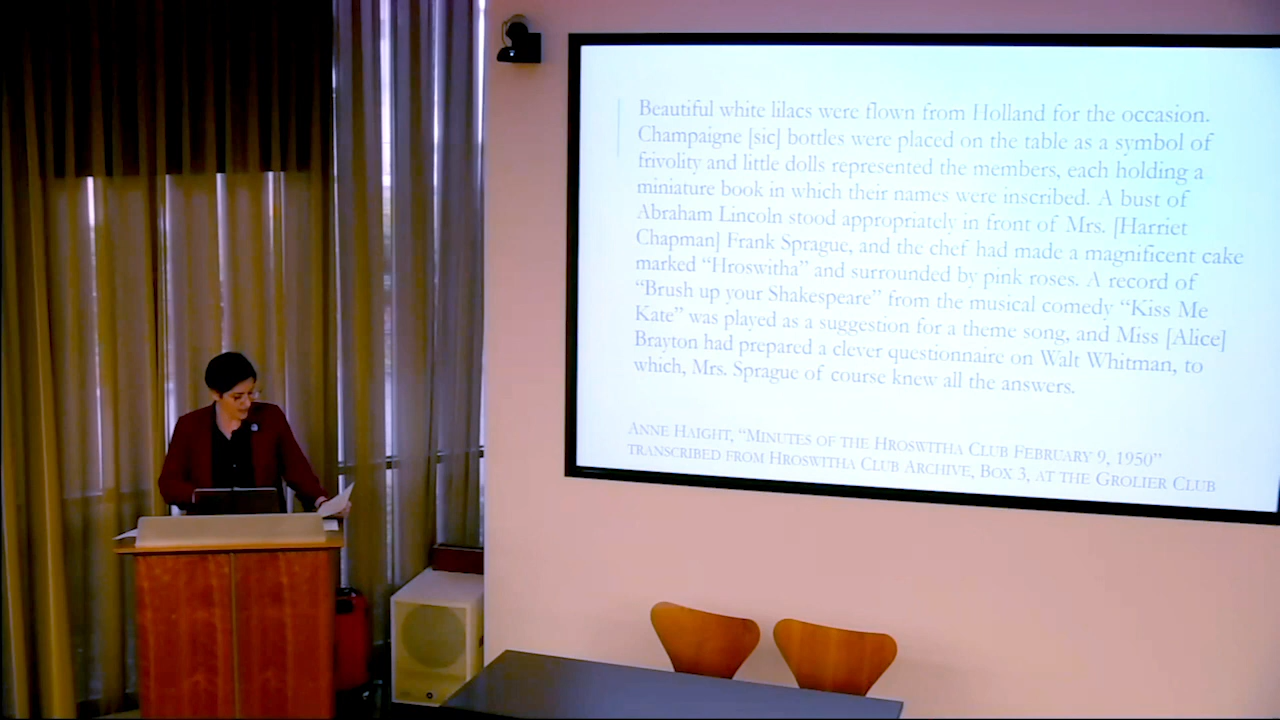 Beautiful white lilacs were flown from Holland for the occasion.
Champaigne [sic] bottles were placed on the table as a symbol of
frivolity and little dolls represented the members, each holding a
miniature book in which their names were inscribed. A bust of
Abraham Lincoln stood appropriately in front of Mrs. [Harriet
Chapman] Frank Sprague, and the chef had made a magnificent cake
marked “Hroswitha” and surrounded by pink roses. A record of
“Brush up your Shakespeare” from the musical comedy “Kiss Me
Kate” was played as a suggestion for a theme song, and Miss [Alice]
Brayton had prepared a clever questionnaire on Walt Whitman, to
which, Mrs. Sprague of course knew all the answers.
ANNE HAIGHT, “MINUTES OF THE HROSWITHA CLUB FEBRUARY 9, 1950”
TRANSCRIBED FROM HROSWITHA CLUB ARCHIVE, BOX 3, AT THE GROLIER CLUB